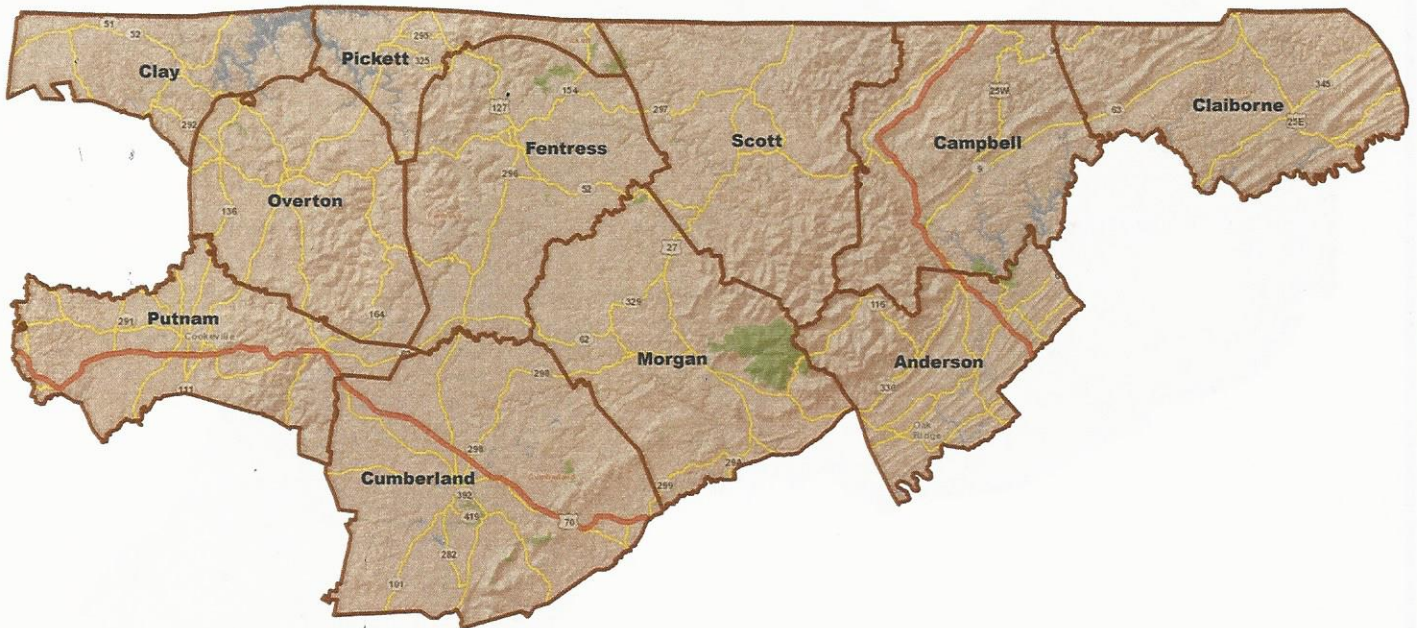 51
52
Clay
292
Pickett
295
325
127
154
Fentress
296
52
297
Scott
25W
63
Campbell
9
345
Claiborne
25E
136
Overton
164
291
Putnam
Cookeville
111
27
329
62
Morgan
298
116
Anderson
330
Oak
Ridge
298
Cumberland
392
419
70
282
101
299